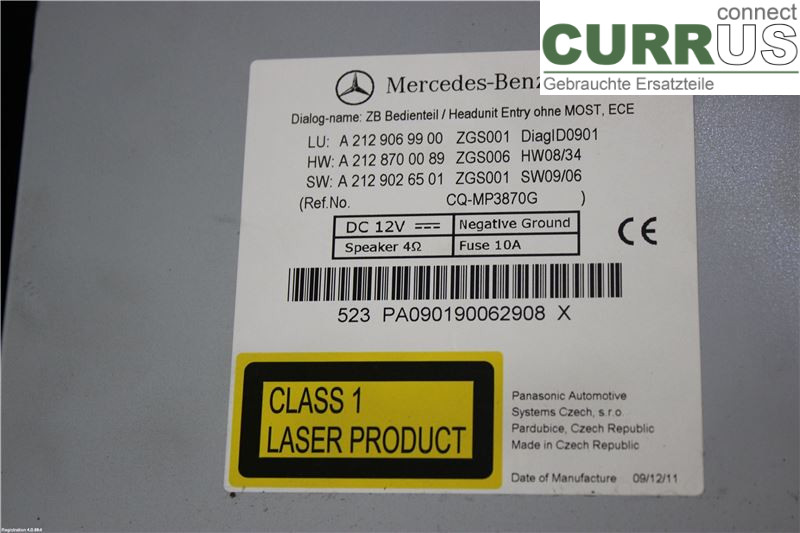 connect
CURRUS
Gebrauchte Ersatzteile
Mercedes-Benz
Dialog-name: ZB Bedienteil / Headunit Entry ohne MOST, ECE
LU: A 212 906 99 00 ZGS001 DiagID0901
HW: A 212 870 00 89 ZGS006 HW08/34
SW: A 212 902 65 01 ZGS001 SW09/06
(Ref.No. CQ-MP3870G )
DC 12V Negative Ground
Speaker 4Ω Fuse 10A
CE
523 PA090190062908 X
CLASS 1
LASER PRODUCT
Panasonic Automotive
Systems Czech, s.r.o.
Pardubice, Czech Republic
Made in Czech Republic
Date of Manufacture 09/12/11